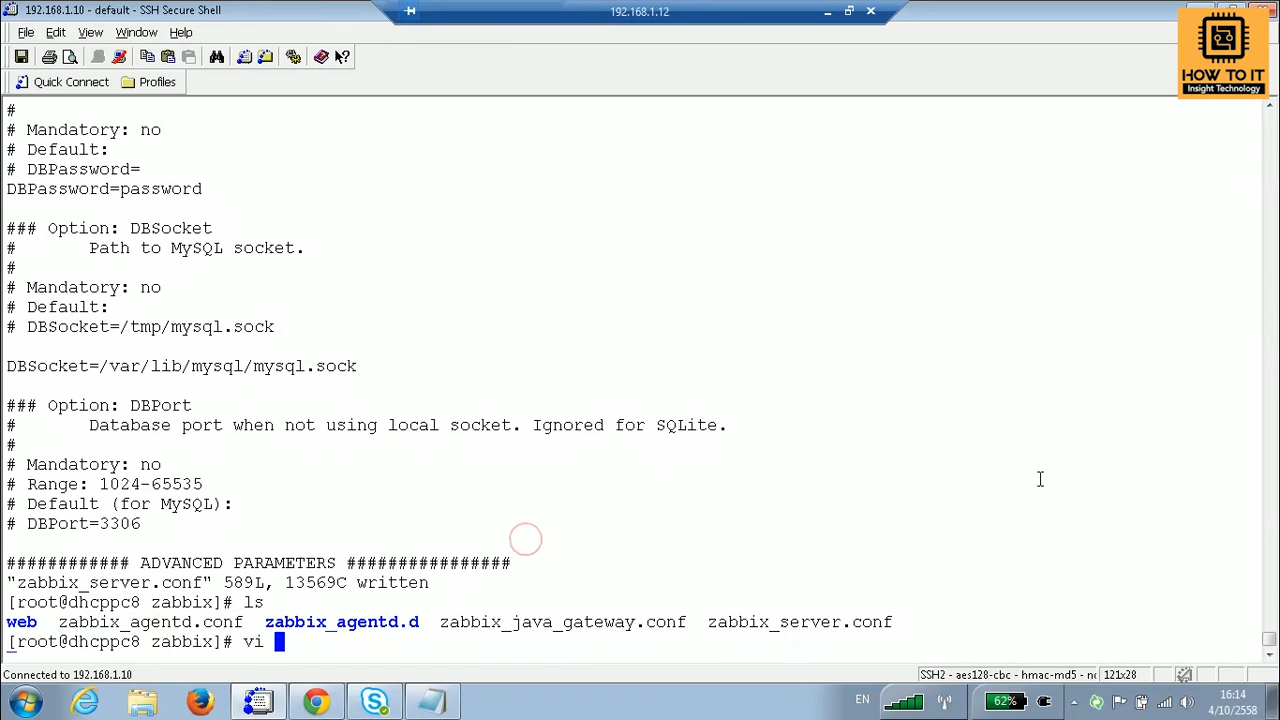 192.168.1.10 - default - SSH Secure Shell
192.168.1.12
File Edit View Window Help
Quick Connect Profiles
HOW TO IT
Insight Technology
#
# Mandatory: no
# Default:
# DBPassword=
DBPassword=password
### Option: DBSocket
# Path to MySQL socket.
#
# Mandatory: no
# Default:
# DBSocket=/tmp/mysql.sock
DBSocket=/var/lib/mysql/mysql.sock
### Option: DBPort
# Database port when not using local socket. Ignored for SQLite.
#
# Mandatory: no
# Range: 1024-65535
# Default (for MySQL):
# DBPort=3306
############ ADVANCED PARAMETERS ################
"zabbix_server.conf" 589L, 13569C written
[root@dhcppc8 zabbix]# ls
web zabbix_agentd.conf zabbix_agentd.d zabbix_java_gateway.conf zabbix_server.conf
[root@dhcppc8 zabbix]# vi
Connected to 192.168.1.10
SSH2 - aes128-cbc - hmac-md5 - nc 121x28
EN
62%
16:14
4/10/2558